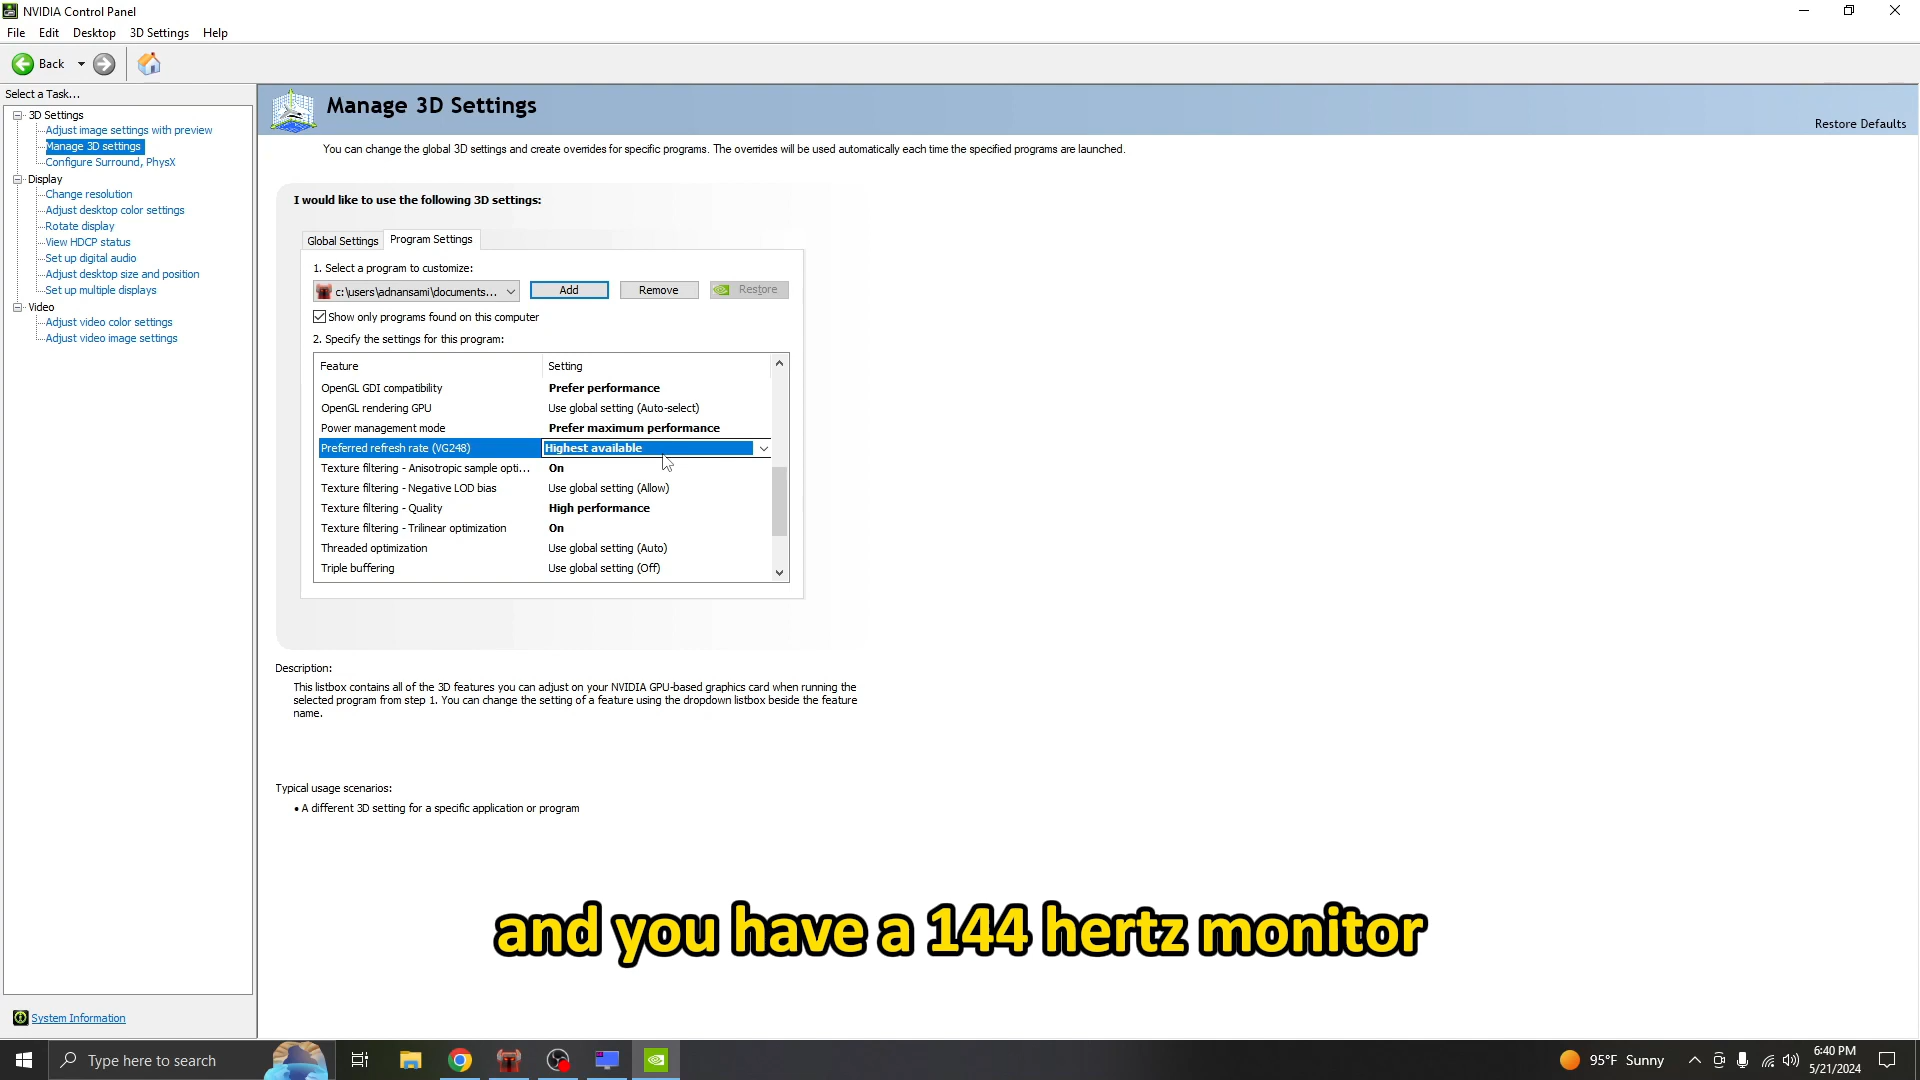 NVIDIA Control Panel
File Edit Desktop 3D Settings Help
Back
Select a Task...
3D Settings
Adjust image settings with preview
Manage 3D settings
Configure Surround, PhysX
Display
Change resolution
Adjust desktop color settings
Rotate display
View HDCP status
Set up digital audio
Adjust desktop size and position
Set up multiple displays
Video
Adjust video color settings
Adjust video image settings
System Information
Manage 3D Settings
Restore Defaults
You can change the global 3D settings and create overrides for specific programs. The overrides will be used automatically each time the specified programs are launched.
I would like to use the following 3D settings:
Global Settings Program Settings
1. Select a program to customize:
c:\users\adnansami\documents... Add Remove Restore
Show only programs found on this computer
2. Specify the settings for this program:
Feature Setting
OpenGL GDI compatibility Prefer performance
OpenGL rendering GPU Use global setting (Auto-select)
Power management mode Prefer maximum performance
Preferred refresh rate (VG248) Highest available
Texture filtering - Anisotropic sample opti... On
Texture filtering - Negative LOD bias Use global setting (Allow)
Texture filtering - Quality High performance
Texture filtering - Trilinear optimization On
Threaded optimization Use global setting (Auto)
Triple buffering Use global setting (Off)
Description:
This listbox contains all of the 3D features you can adjust on your NVIDIA GPU-based graphics card when running the
selected program from step 1. You can change the setting of a feature using the dropdown listbox beside the feature
name.
Typical usage scenarios:
• A different 3D setting for a specific application or program
and you have a 144 hertz monitor
Type here to search
95°F Sunny
6:40 PM
5/21/2024